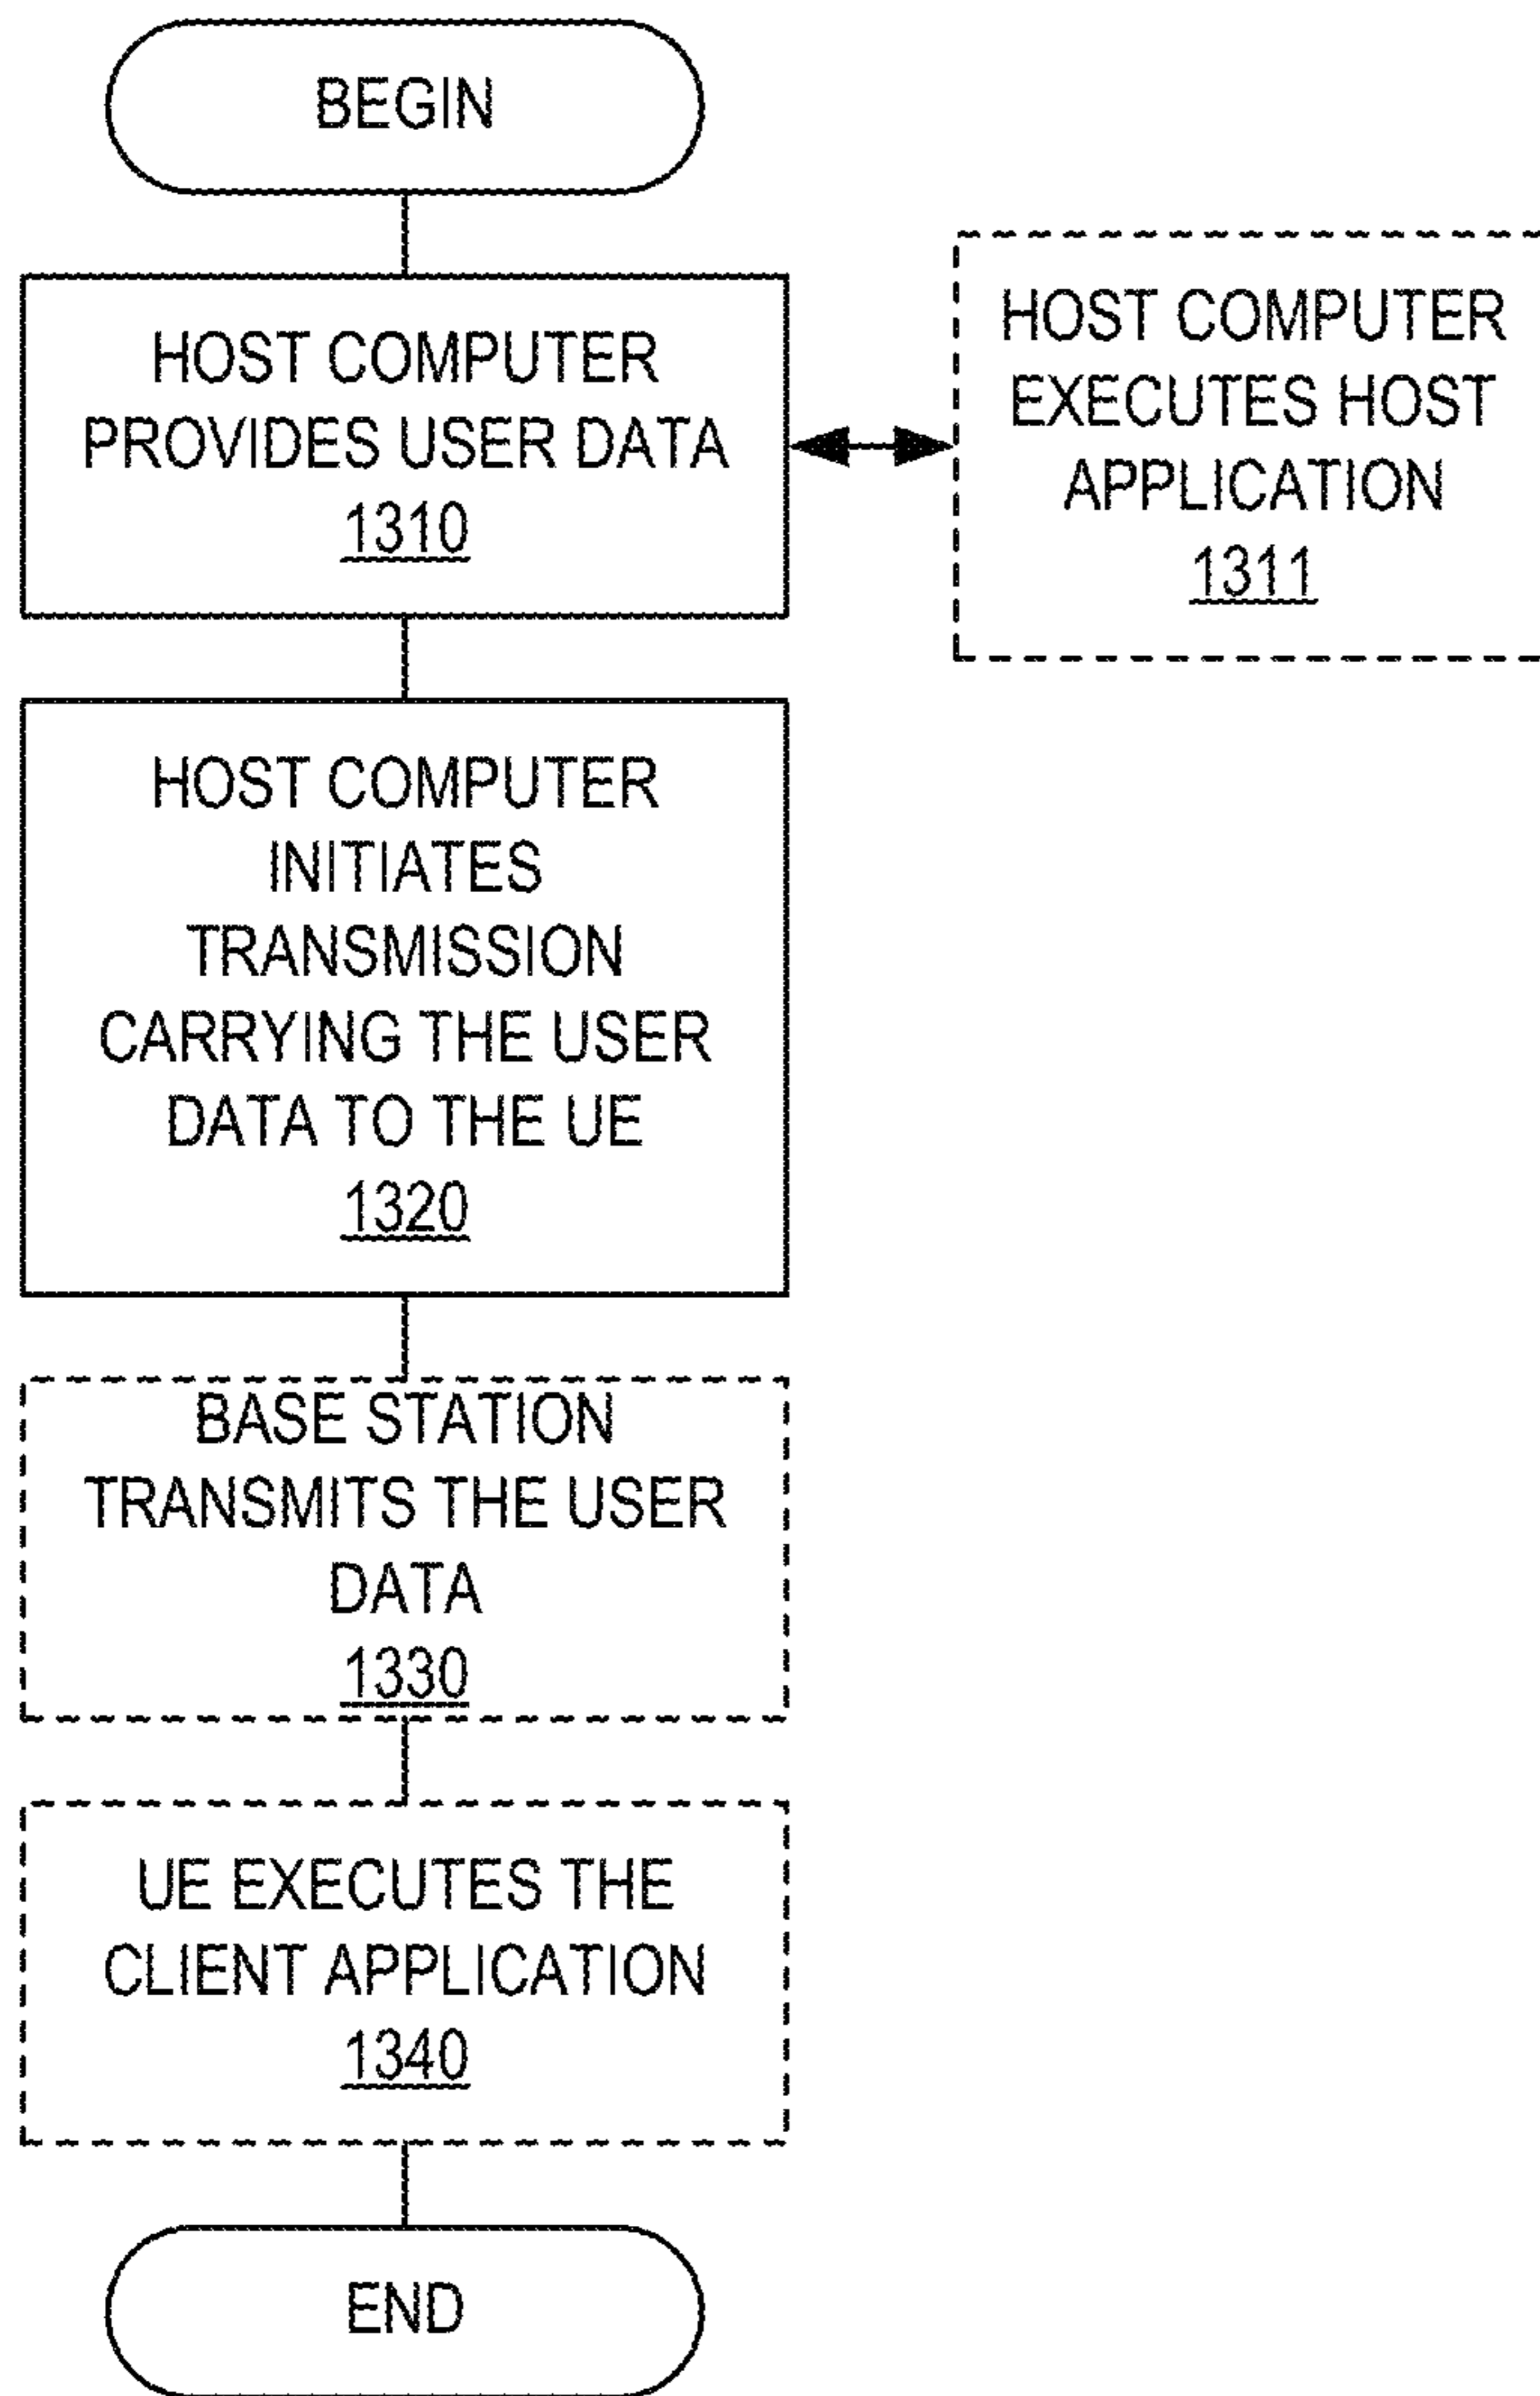 BEGIN
HOST COMPUTER
PROVIDES USER DATA
1310
HOST COMPUTER
EXECUTES HOST
APPLICATION
1311
HOST COMPUTER
INITIATES
TRANSMISSION
CARRYING THE USER
DATA TO THE UE
1320
BASE STATION
TRANSMITS THE USER
DATA
1330
UE EXECUTES THE
CLIENT APPLICATION
1340
END